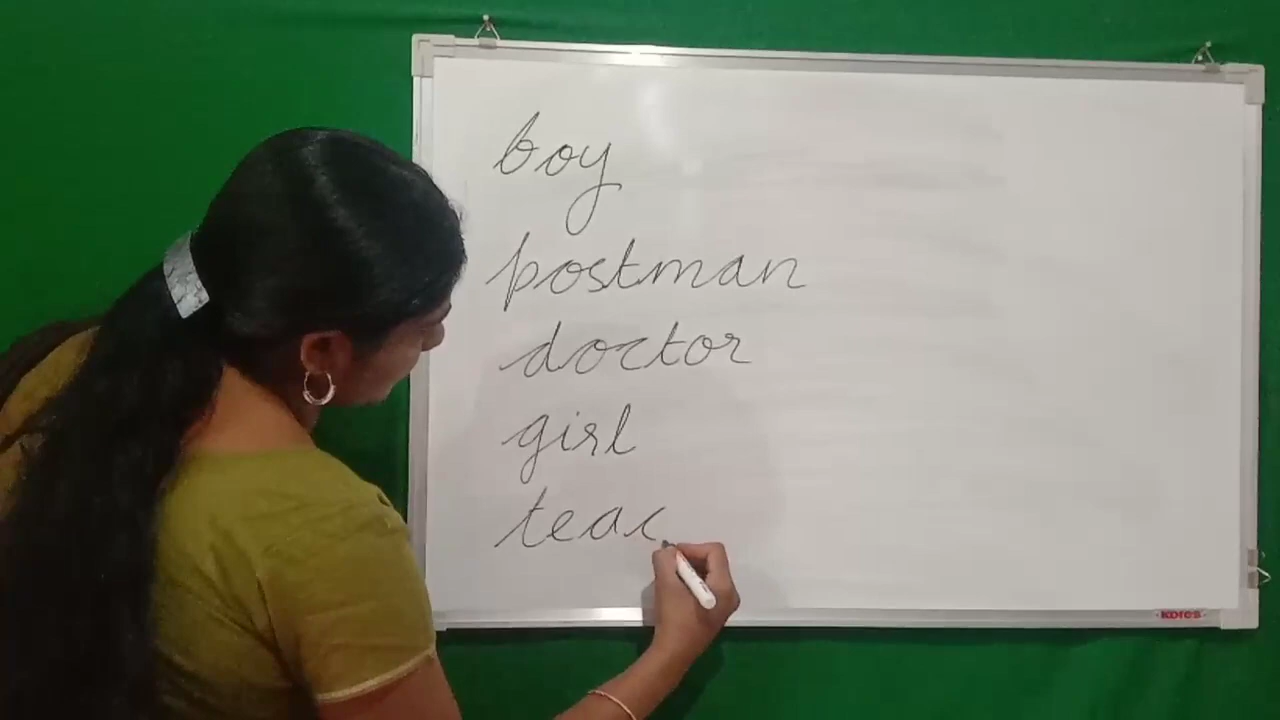 boy
postman
doctor
girl
teac
Kores